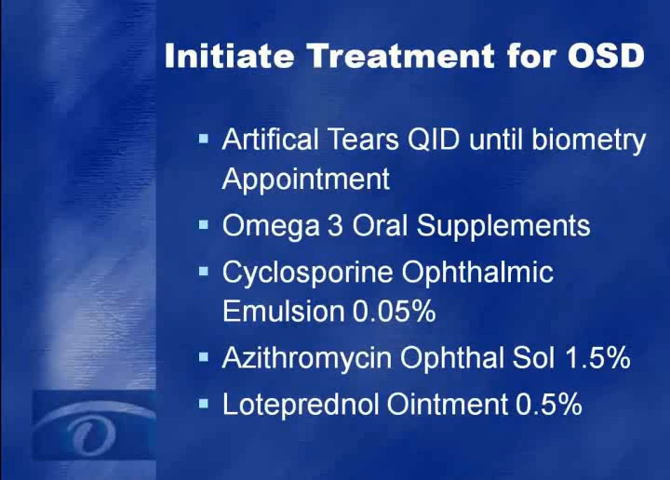 Initiate Treatment for OSD
▪ Artifical Tears QID until biometry
Appointment
▪ Omega 3 Oral Supplements
▪ Cyclosporine Ophthalmic
Emulsion 0.05%
▪ Azithromycin Ophthal Sol 1.5%
▪ Loteprednol Ointment 0.5%